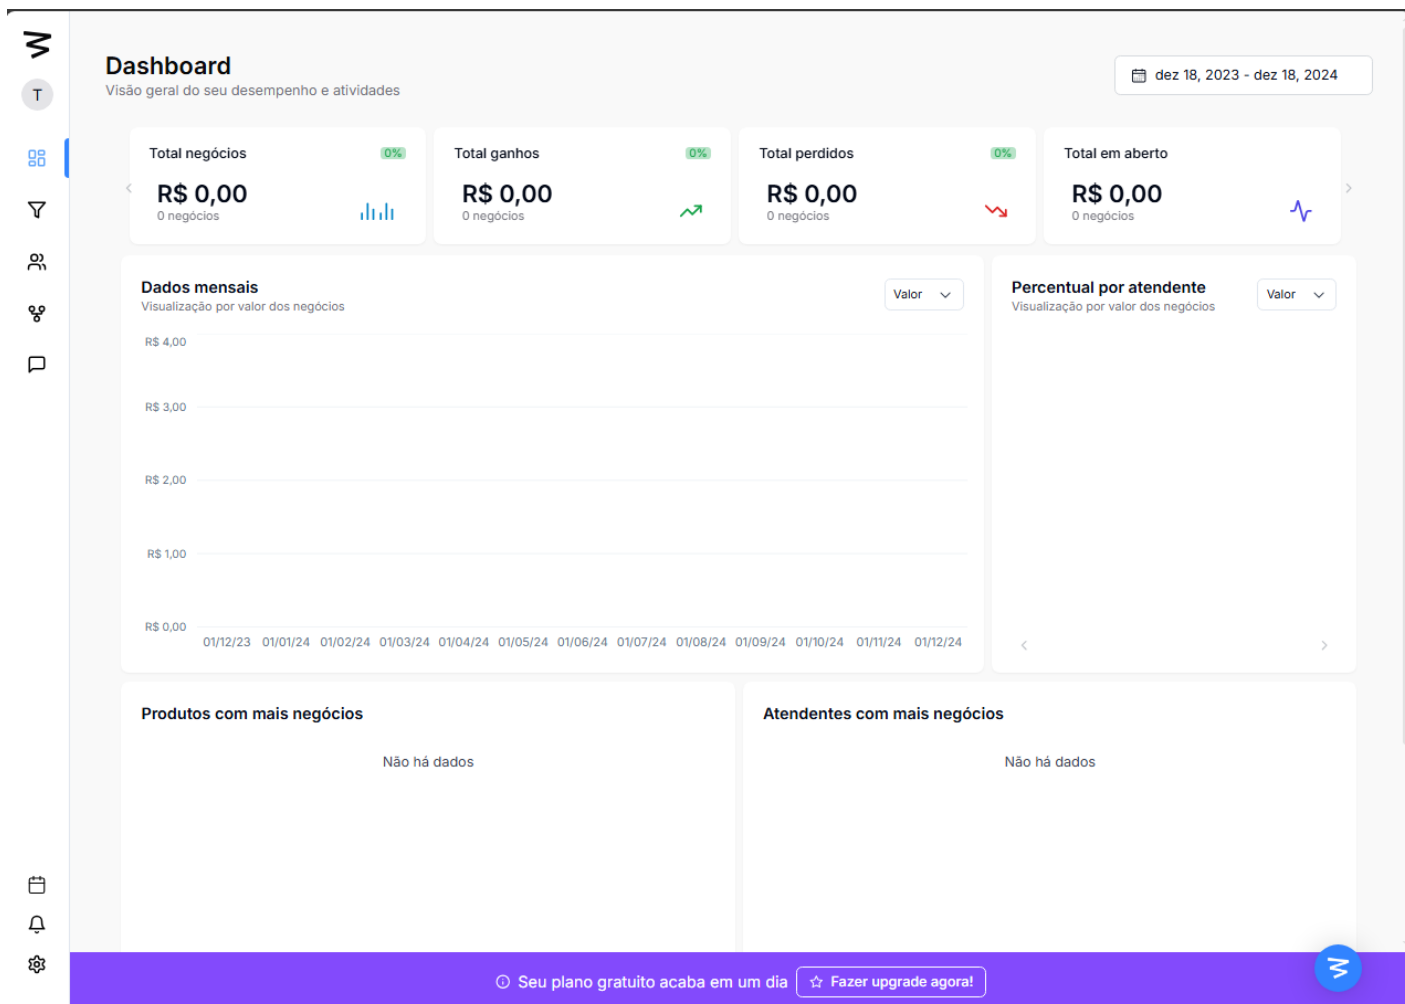 Dashboard
Visão geral do seu desempenho e atividades
dez 18, 2023 - dez 18, 2024
T
Total negócios
0%
R$ 0,00
0 negócios
Total ganhos
0%
R$ 0,00
0 negócios
Total perdidos
0%
R$ 0,00
0 negócios
Total em aberto
R$ 0,00
0 negócios
Dados mensais
Visualização por valor dos negócios
Valor
R$ 4,00
R$ 3,00
R$ 2,00
R$ 1,00
R$ 0,00
01/12/23 01/01/24 01/02/24 01/03/24 01/04/24 01/05/24 01/06/24 01/07/24 01/08/24 01/09/24 01/10/24 01/11/24 01/12/24
Percentual por atendente
Visualização por valor dos negócios
Valor
Produtos com mais negócios
Não há dados
Atendentes com mais negócios
Não há dados
Seu plano gratuito acaba em um dia
Fazer upgrade agora!